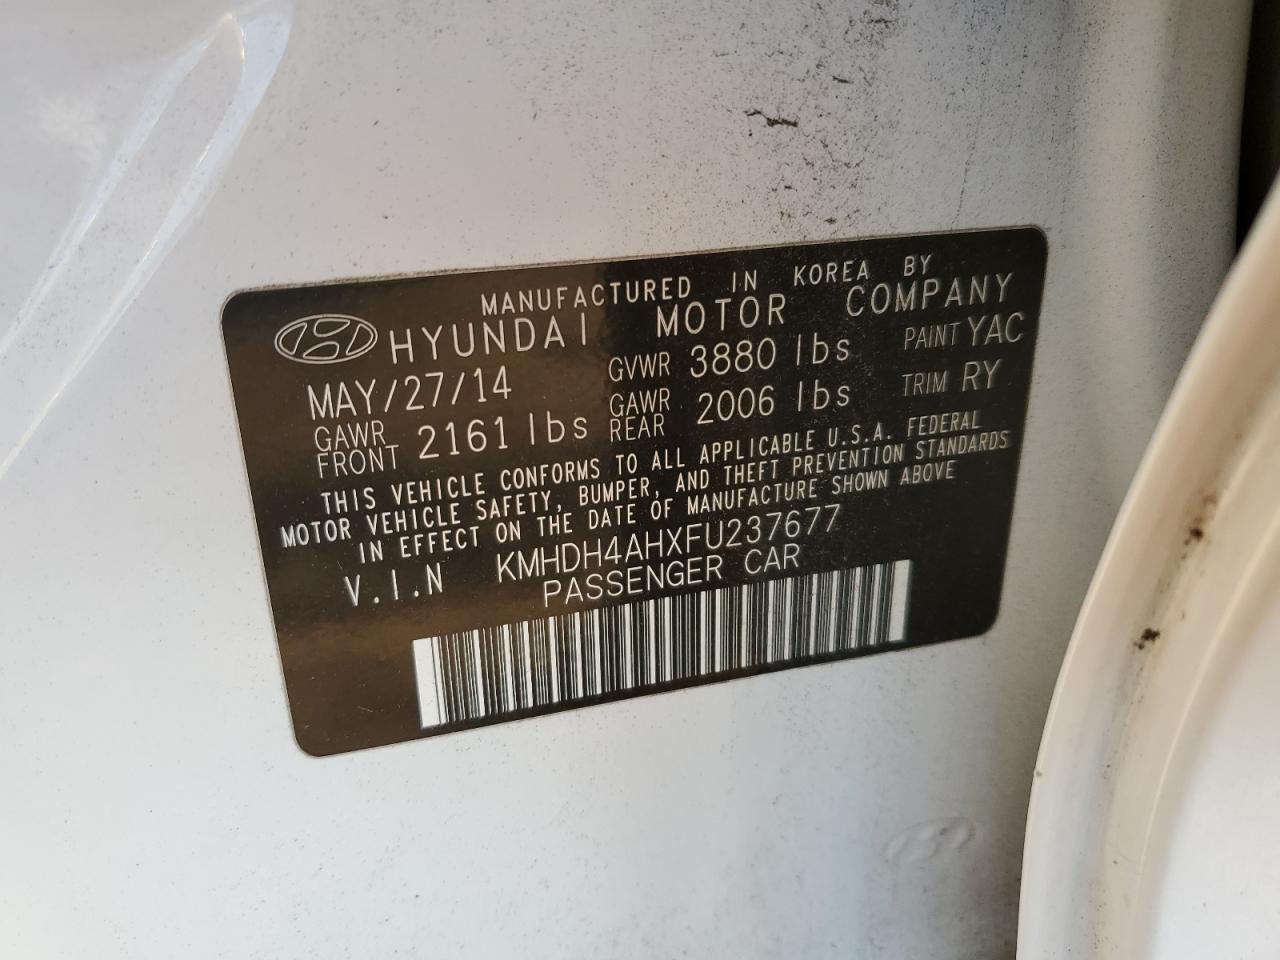 MANUFACTURED IN KOREA BY
HYUNDAI MOTOR COMPANY
MAY/27/14 GVWR 3880 lbs PAINT YAC
GAWR FRONT 2161 lbs GAWR REAR 2006 lbs TRIM RY
THIS VEHICLE CONFORMS TO ALL APPLICABLE U.S.A. FEDERAL
MOTOR VEHICLE SAFETY, BUMPER, AND THEFT PREVENTION STANDARDS
IN EFFECT ON THE DATE OF MANUFACTURE SHOWN ABOVE
V.I.N KMHDH4AHXFU237677
PASSENGER CAR